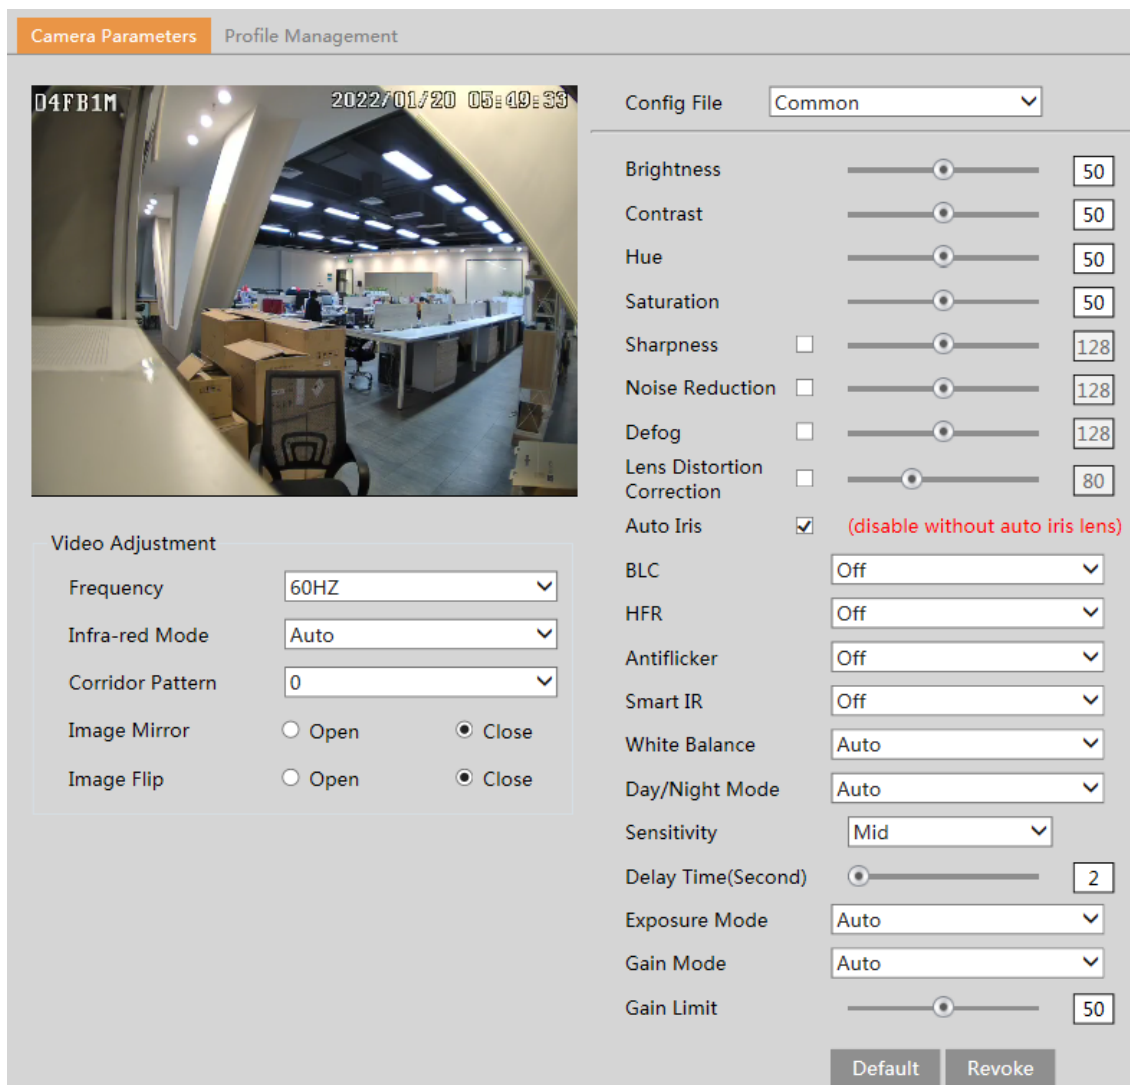 Camera Parameters Profile Management
D4FB1M 2022/01/20 05:49:33
Video Adjustment
Frequency 60HZ
Infra-red Mode Auto
Corridor Pattern 0
Image Mirror Open Close
Image Flip Open Close
Config File Common
Brightness 50
Contrast 50
Hue 50
Saturation 50
Sharpness 128
Noise Reduction 128
Defog 128
Lens Distortion
Correction 80
Auto Iris (disable without auto iris lens)
BLC Off
HFR Off
Antiflicker Off
Smart IR Off
White Balance Auto
Day/Night Mode Auto
Sensitivity Mid
Delay Time(Second) 2
Exposure Mode Auto
Gain Mode Auto
Gain Limit 50
Default Revoke